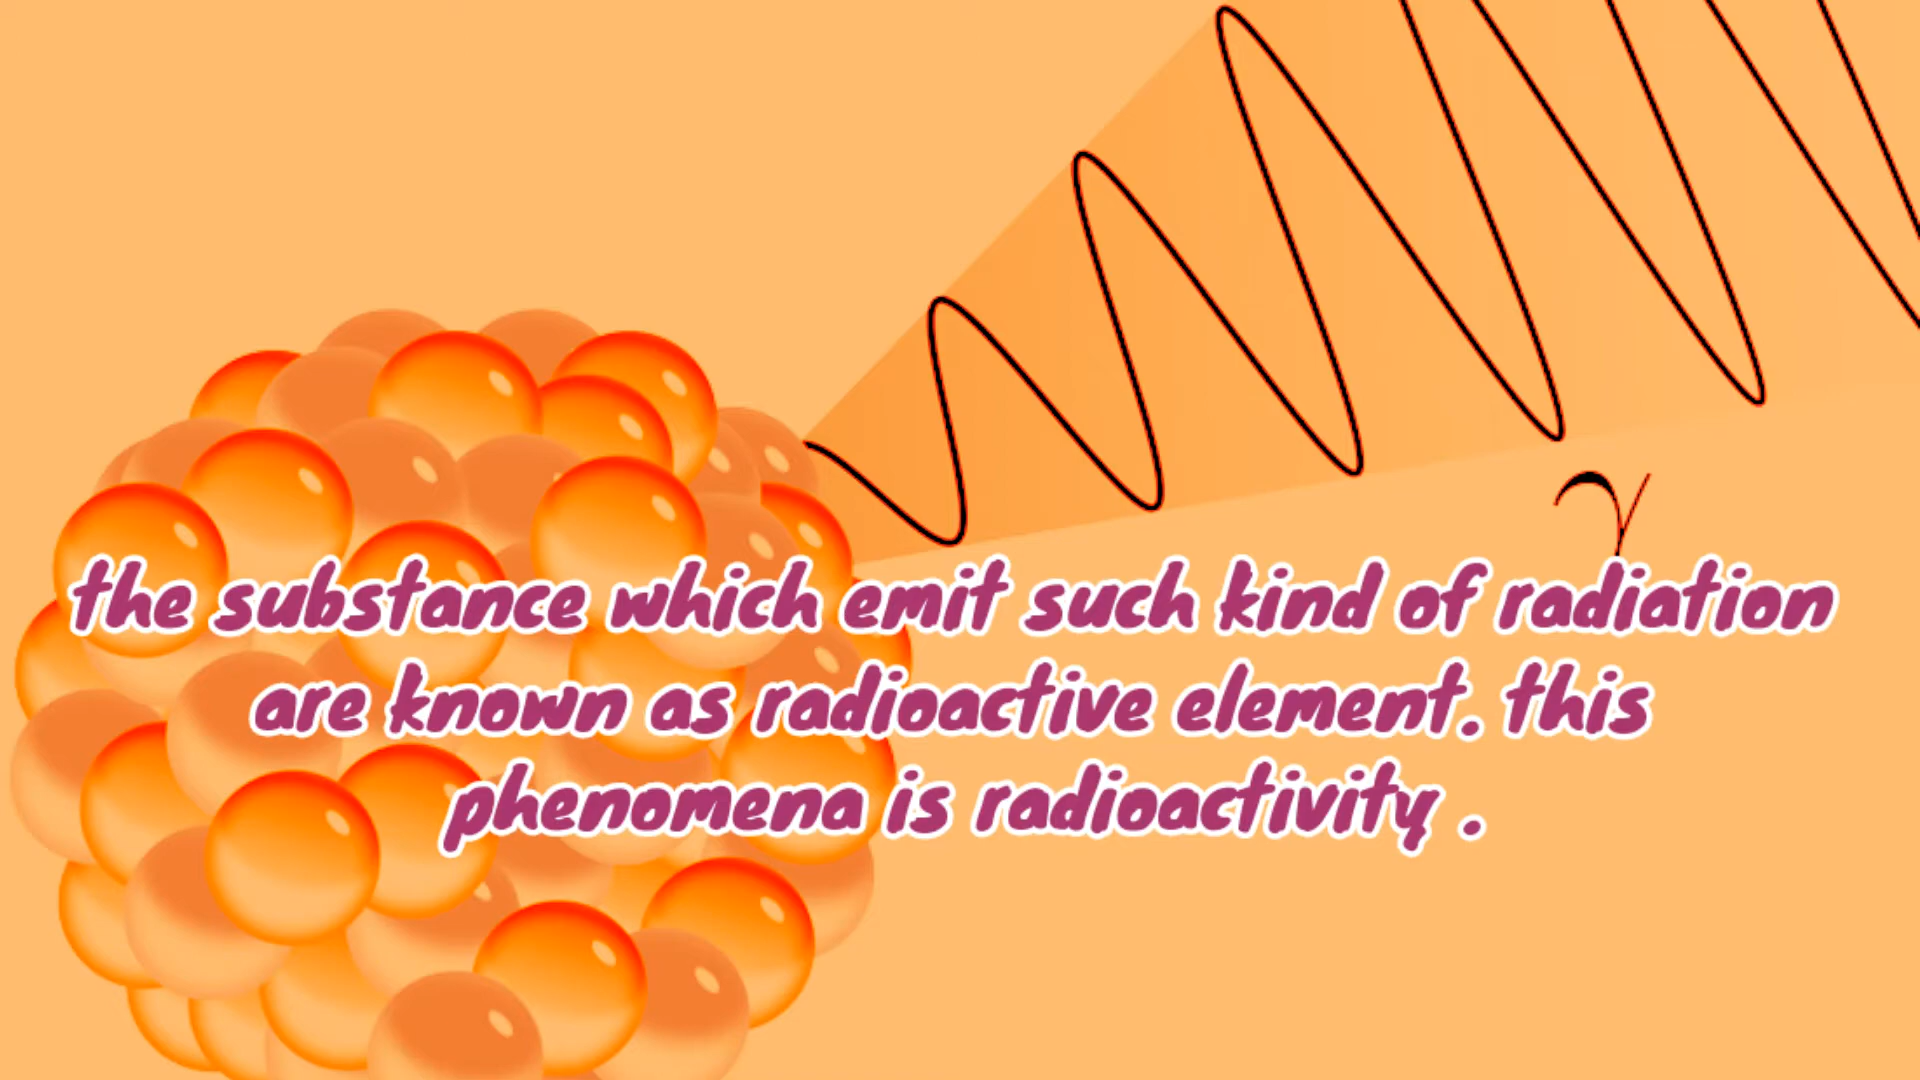 γ
the substance which emit such kind of radiation
are known as radioactive element. this
phenomena is radioactivity .